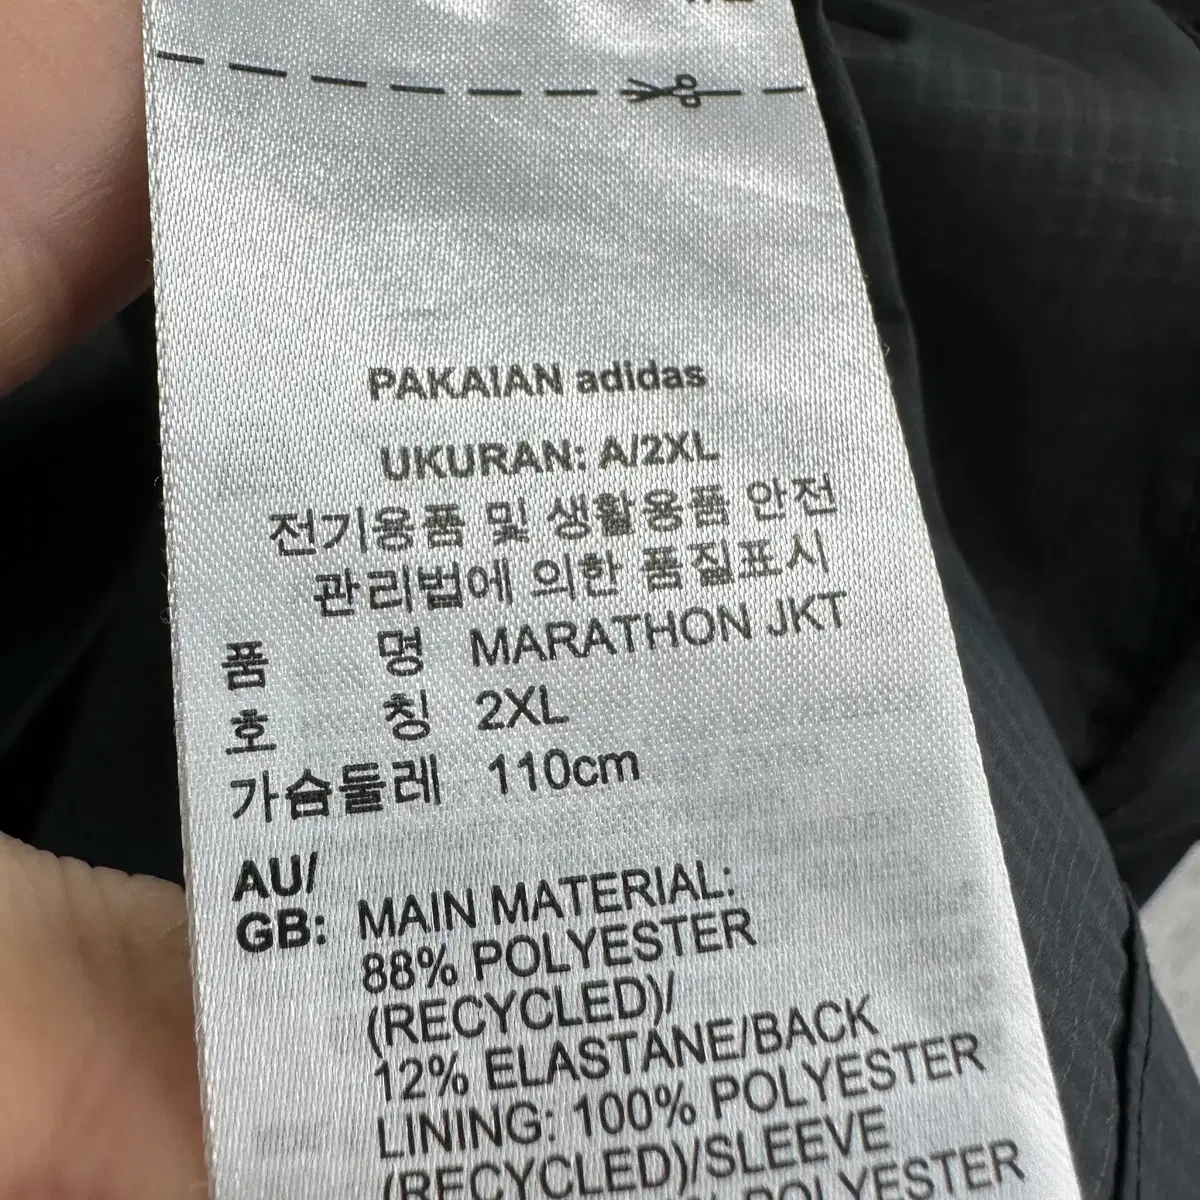 PAKAIAN adidas
UKURAN: A/2XL
전기용품 및 생활용품 안전
관리법에 의한 품질표시
품 명 MARATHON JKT
호 칭 2XL
가슴둘레 110cm
AU/
GB: MAIN MATERIAL:
88% POLYESTER
(RECYCLED)/
12% ELASTANE/BACK
LINING: 100% POLYESTER
(RECYCLED)/SLEEVE
POLYESTER